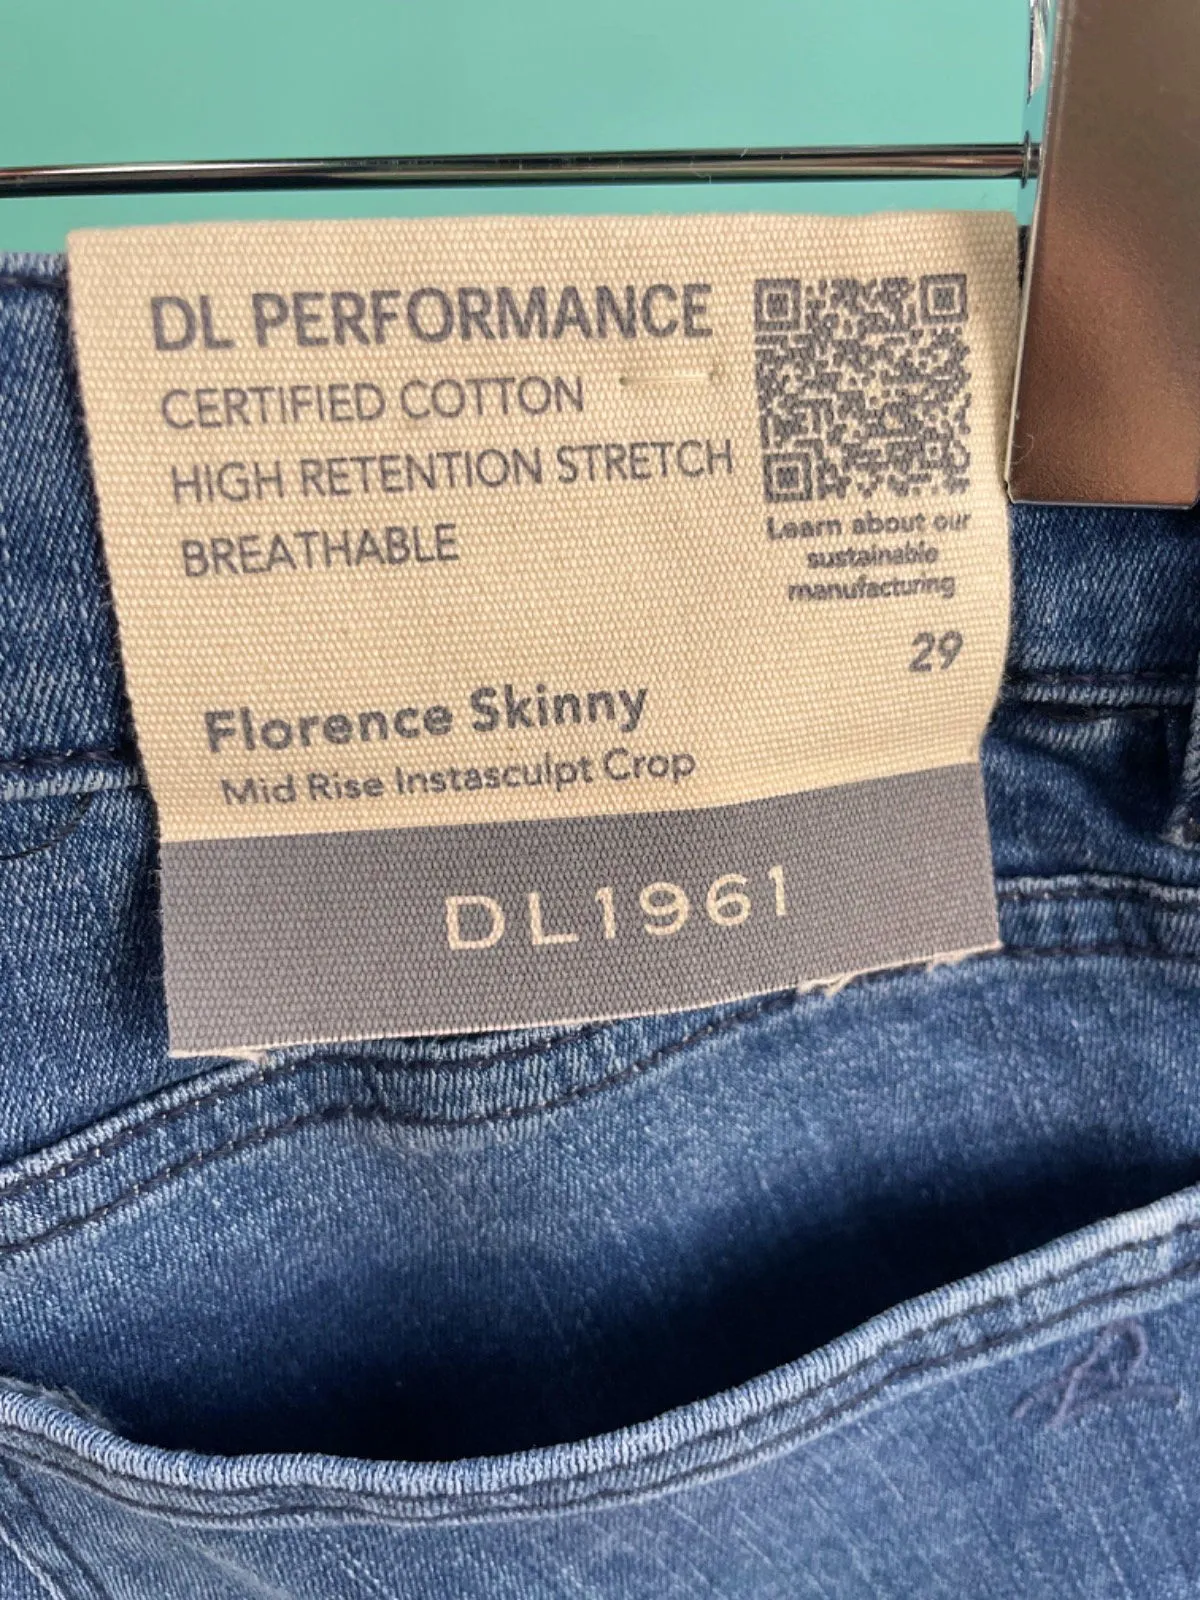 DL PERFORMANCE
CERTIFIED COTTON
HIGH RETENTION STRETCH
BREATHABLE
Learn about our
sustainable
manufacturing
29
Florence Skinny
Mid Rise Instasculpt Crop
DL1961